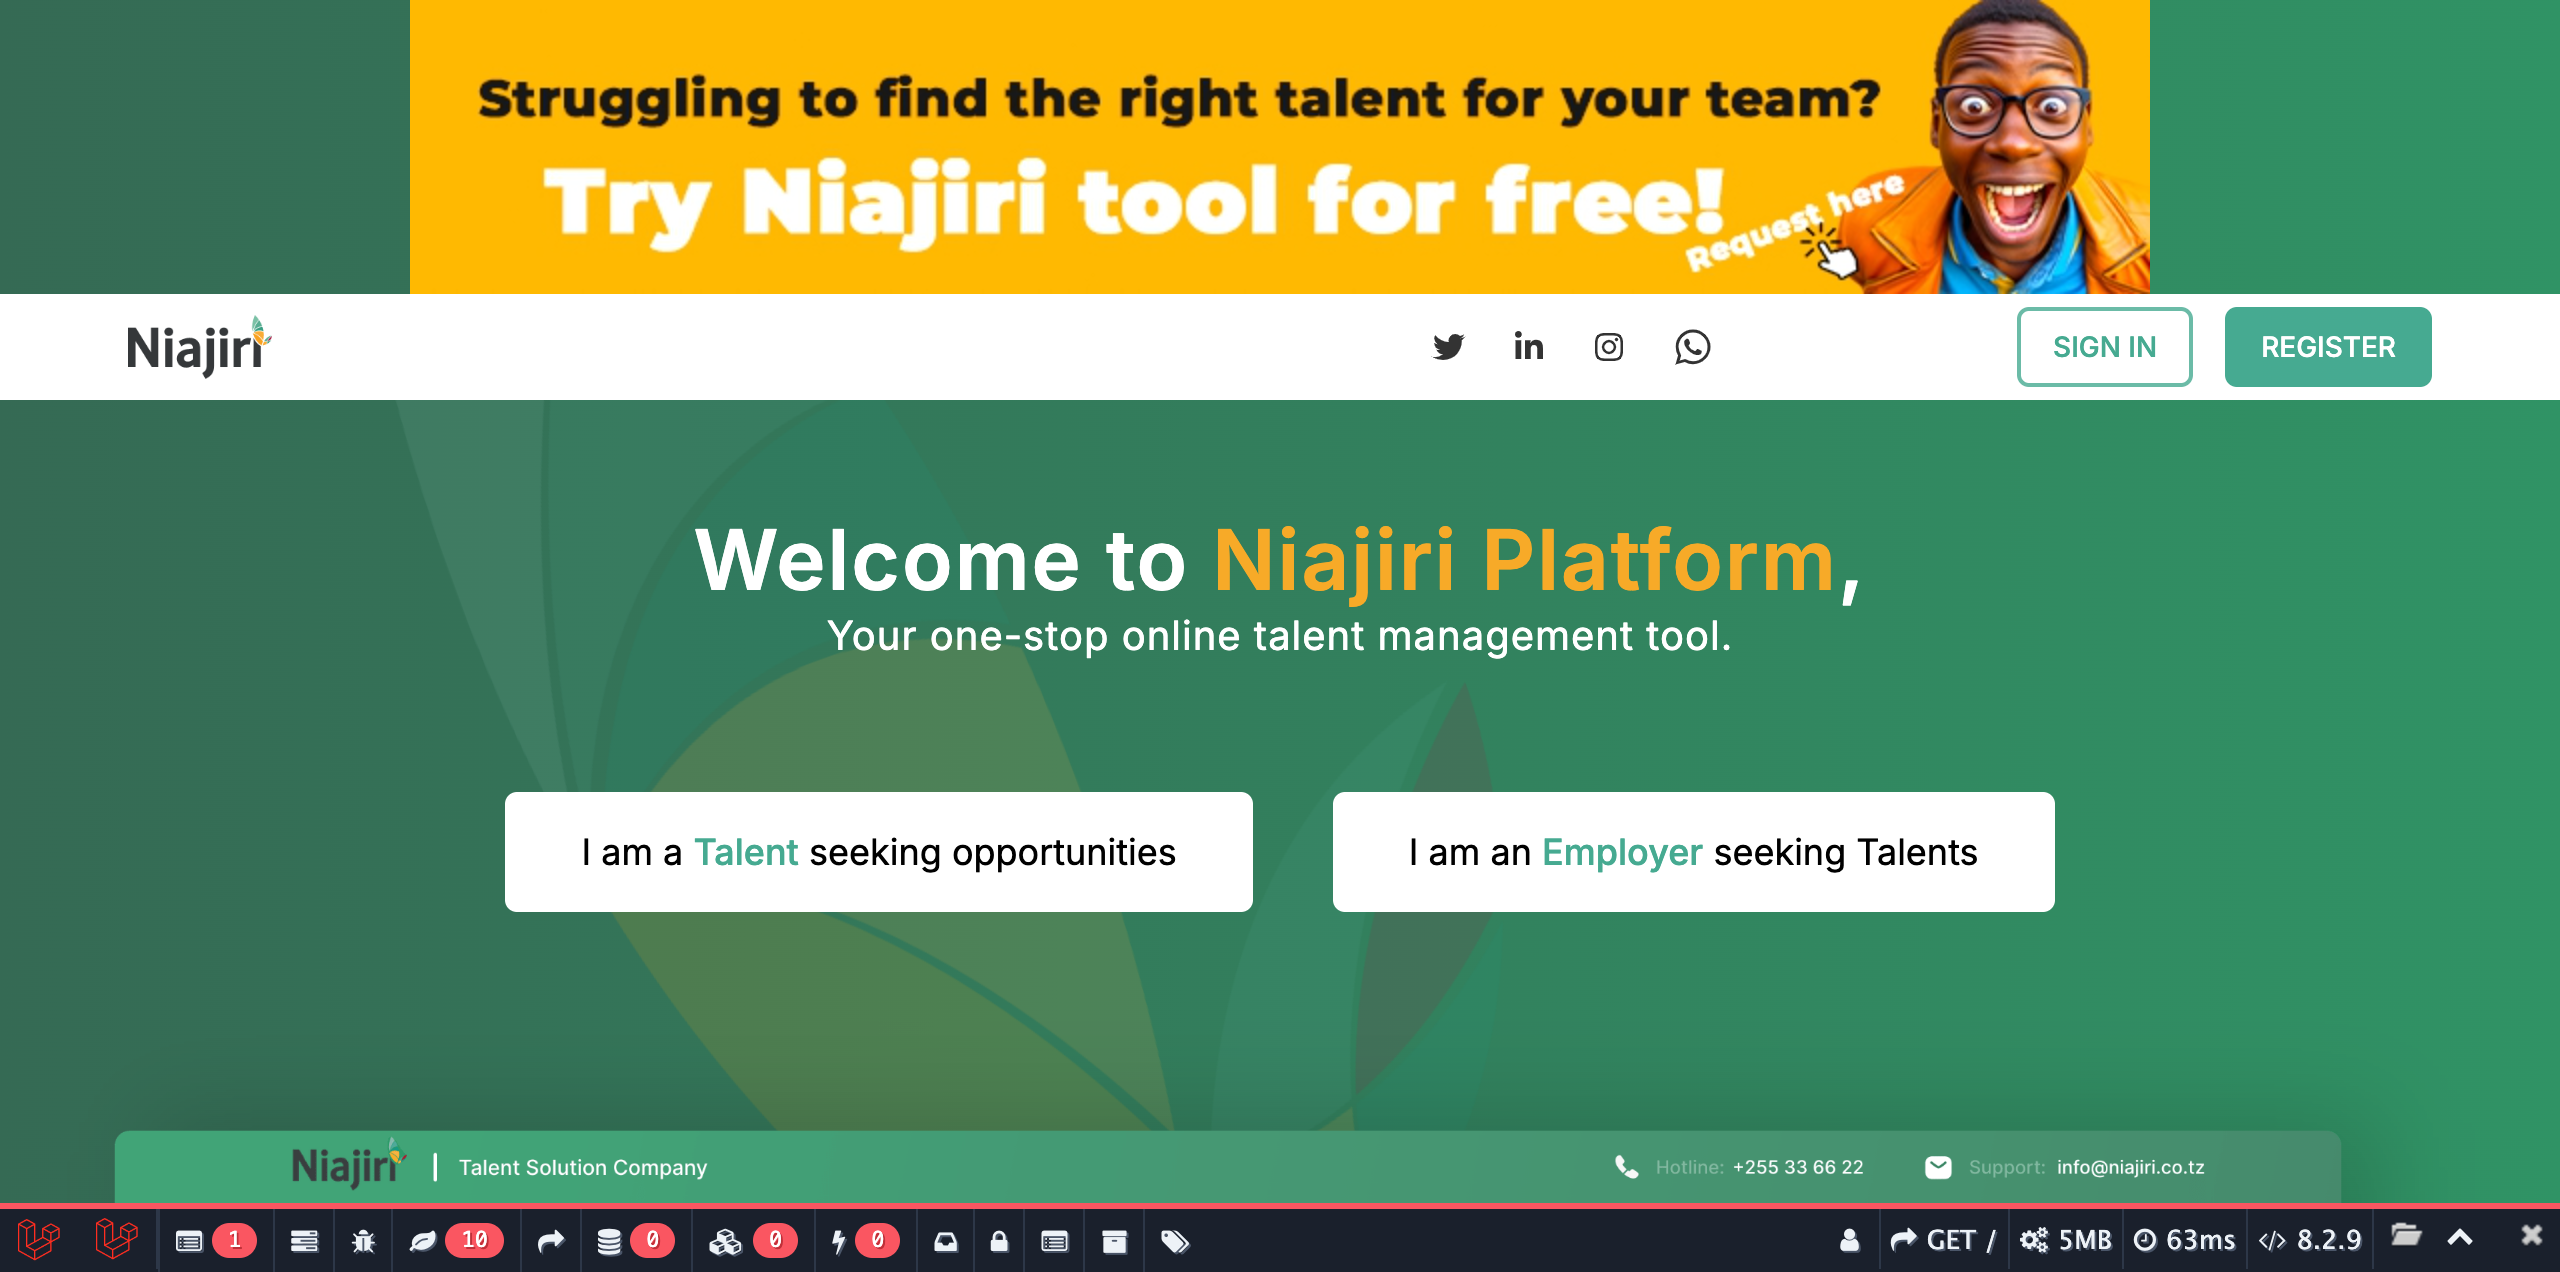 Struggling to find the right talent for your team?
Try Niajiri tool for free!
Request here
Niajiri
SIGN IN
REGISTER
Welcome to Niajiri Platform,
Your one-stop online talent management tool.
I am a Talent seeking opportunities
I am an Employer seeking Talents
Niajiri | Talent Solution Company
Hotline: +255 33 66 22
Support: info@niajiri.co.tz
1
10
0
0
0
GET /
5MB
63ms
8.2.9